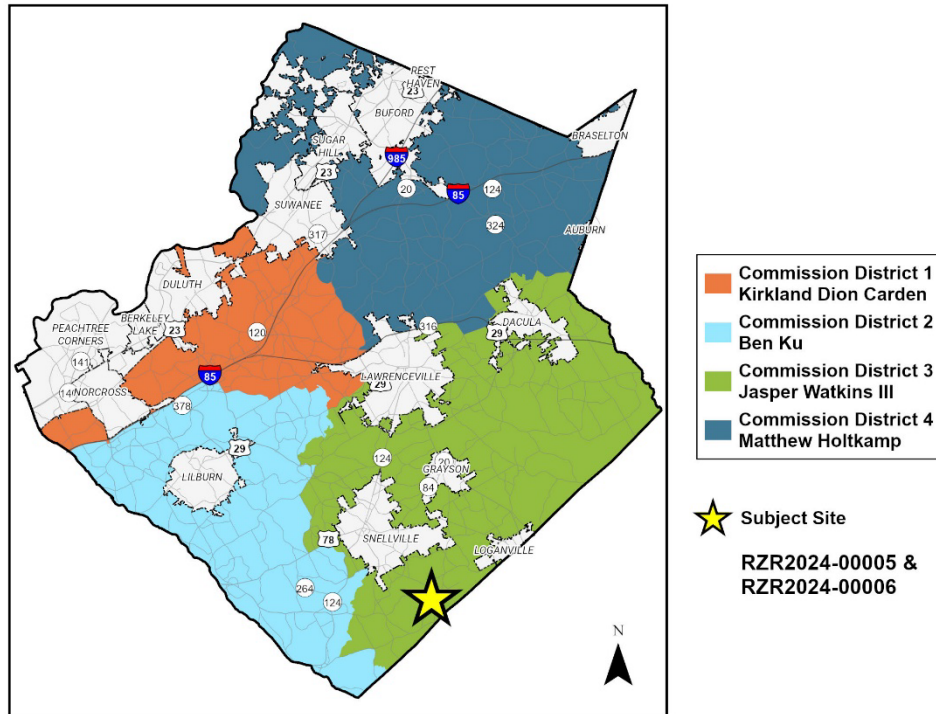 REST
HAVEN
23
BUFORD
BRASELTON
SUGAR
HILL
23
985
20
85
124
SUWANEE
324
AUBURN
317
DULUTH
BERKELEY
LAKE
23
PEACHTREE
CORNERS
120
316
DACULA
29
141
NORCROSS
14
85
LAWRENCEVILLE
29
378
29
LILBURN
124
20
GRAYSON
84
SNELLVILLE
78
LOGANVILLE
264
124
N
Commission District 1
Kirkland Dion Carden
Commission District 2
Ben Ku
Commission District 3
Jasper Watkins III
Commission District 4
Matthew Holtkamp
Subject Site
RZR2024-00005 &
RZR2024-00006